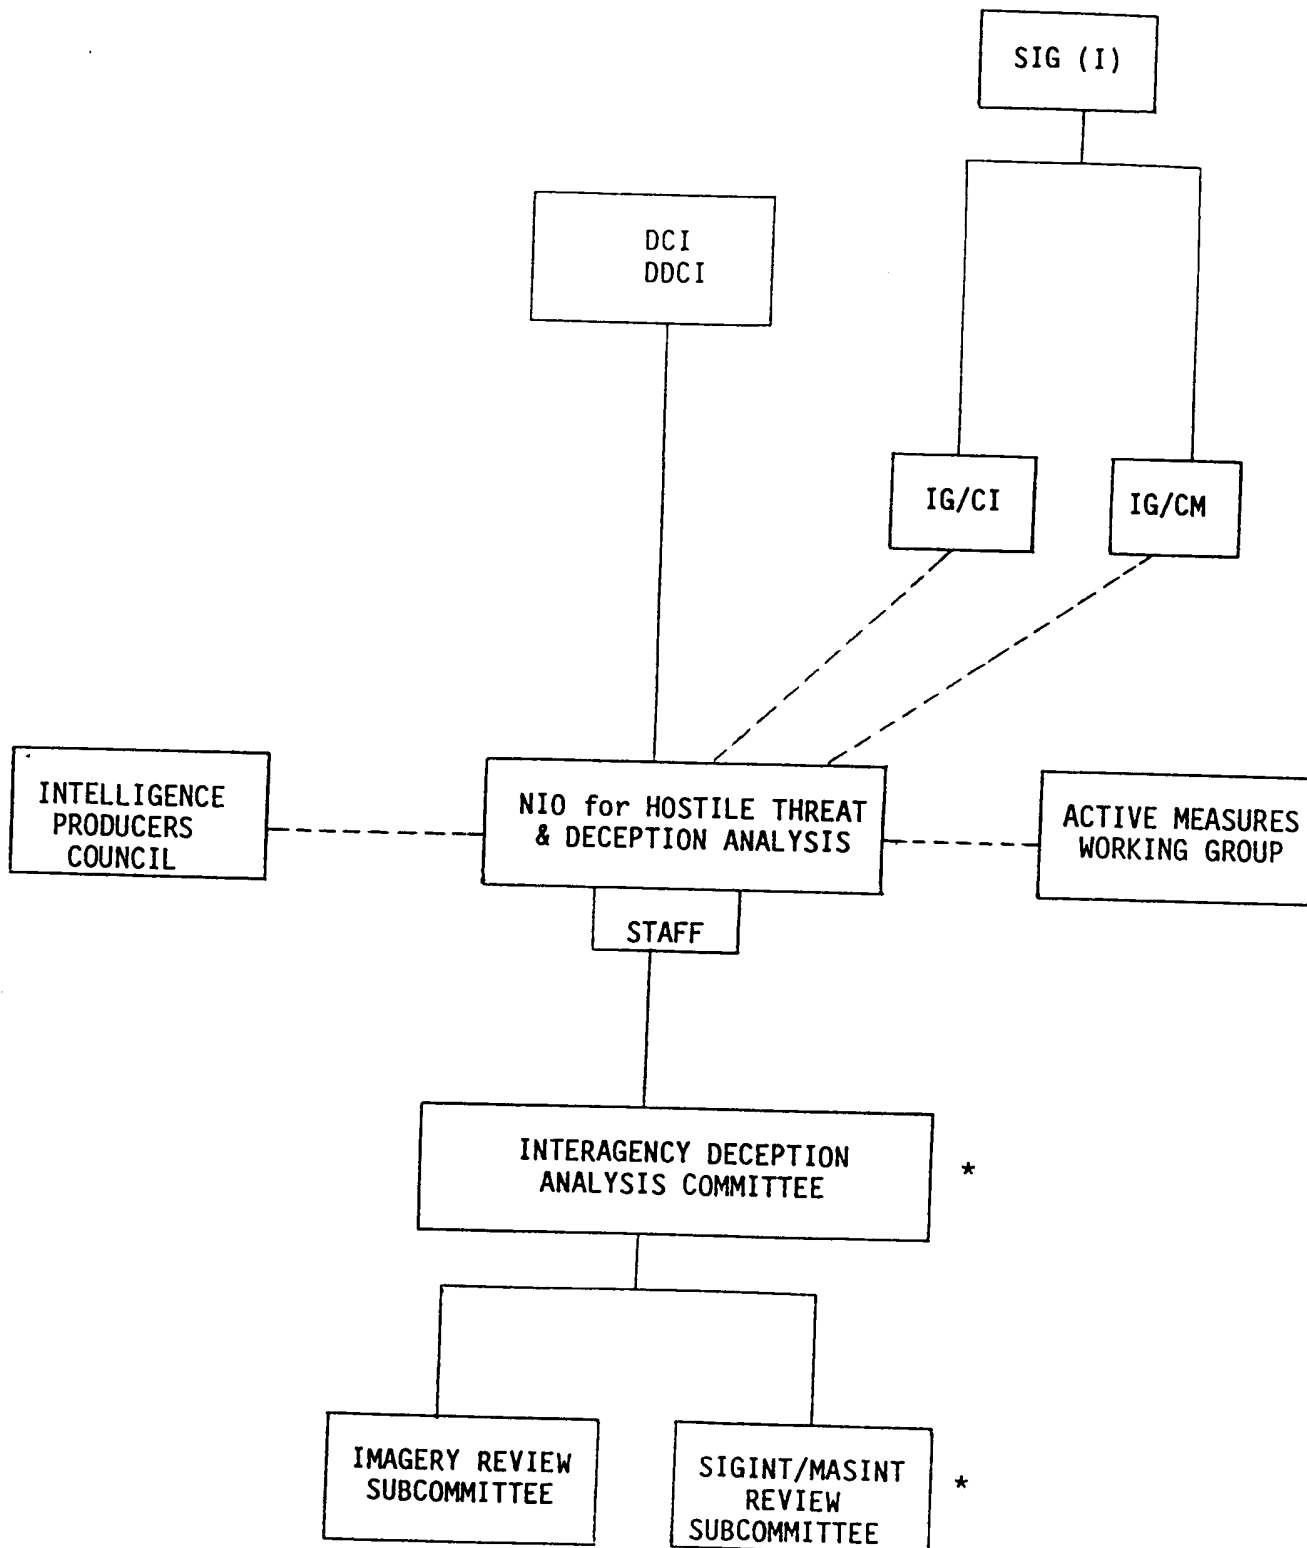 SIG (I)
DCI
DDCI
IG/CI
IG/CM
INTELLIGENCE
PRODUCERS
COUNCIL
NIO for HOSTILE THREAT
& DECEPTION ANALYSIS
ACTIVE MEASURES
WORKING GROUP
STAFF
INTERAGENCY DECEPTION
ANALYSIS COMMITTEE
*
IMAGERY REVIEW
SUBCOMMITTEE
SIGINT/MASINT
REVIEW
SUBCOMMITTEE
*